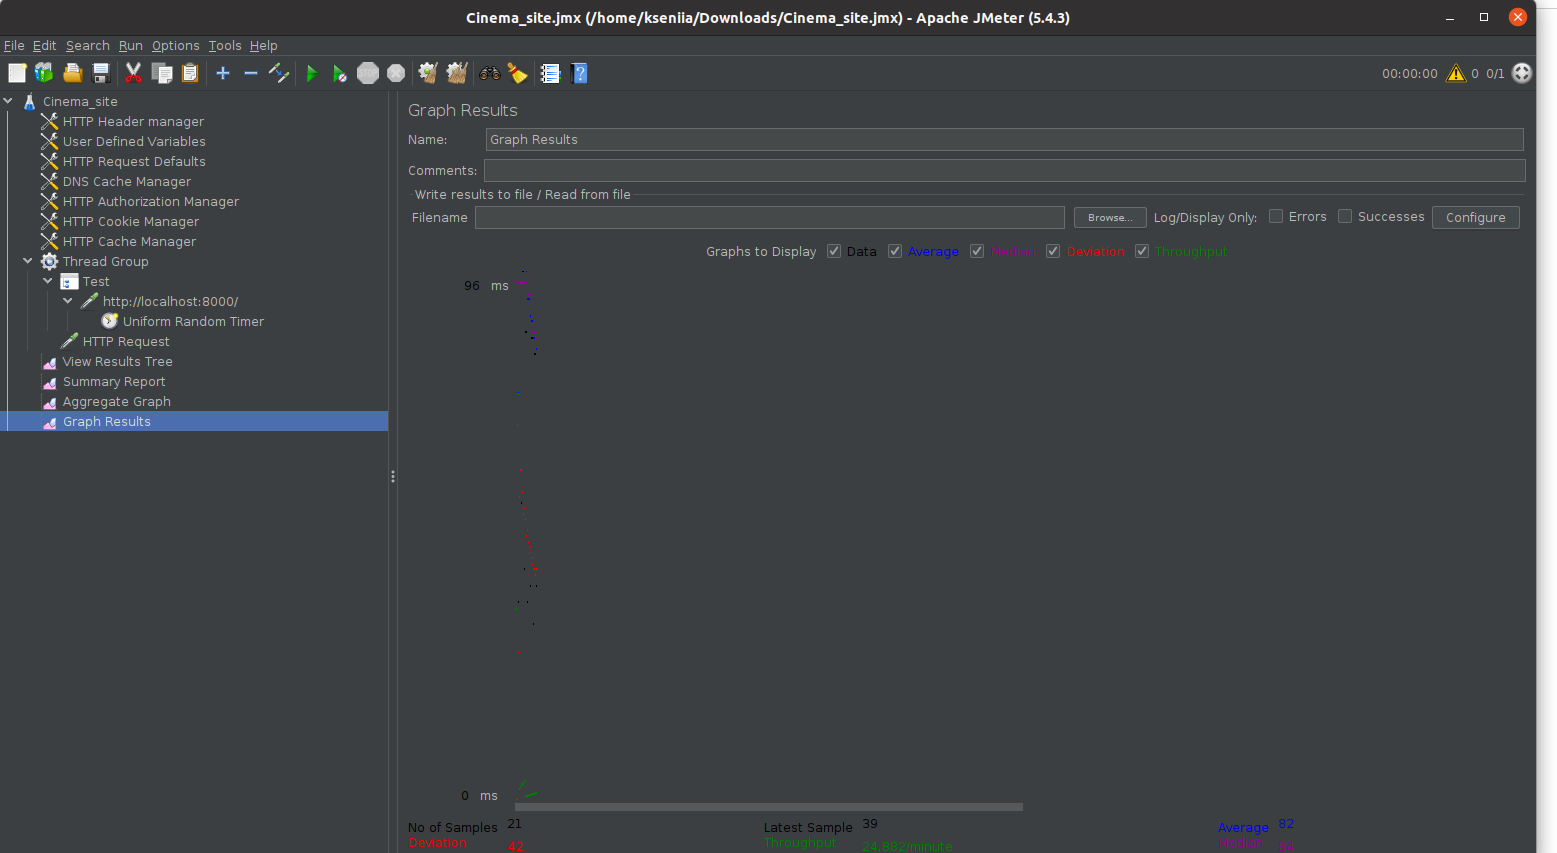 Cinema_site.jmx (/home/kseniia/Downloads/Cinema_site.jmx) - Apache JMeter (5.4.3)
File Edit Search Run Options Tools Help
STOP
00:00:00 0 0/1
Cinema_site
HTTP Header manager
User Defined Variables
HTTP Request Defaults
DNS Cache Manager
HTTP Authorization Manager
HTTP Cookie Manager
HTTP Cache Manager
Thread Group
Test
http://localhost:8000/
Uniform Random Timer
HTTP Request
View Results Tree
Summary Report
Aggregate Graph
Graph Results
Graph Results
Name: Graph Results
Comments:
Write results to file / Read from file
Filename Browse... Log/Display Only: Errors Successes Configure
Graphs to Display Data Average Median Deviation Throughput
96 ms
0 ms
No of Samples 21 Latest Sample 39 Average 82
Deviation 42 Throughput 24.882/minute Median